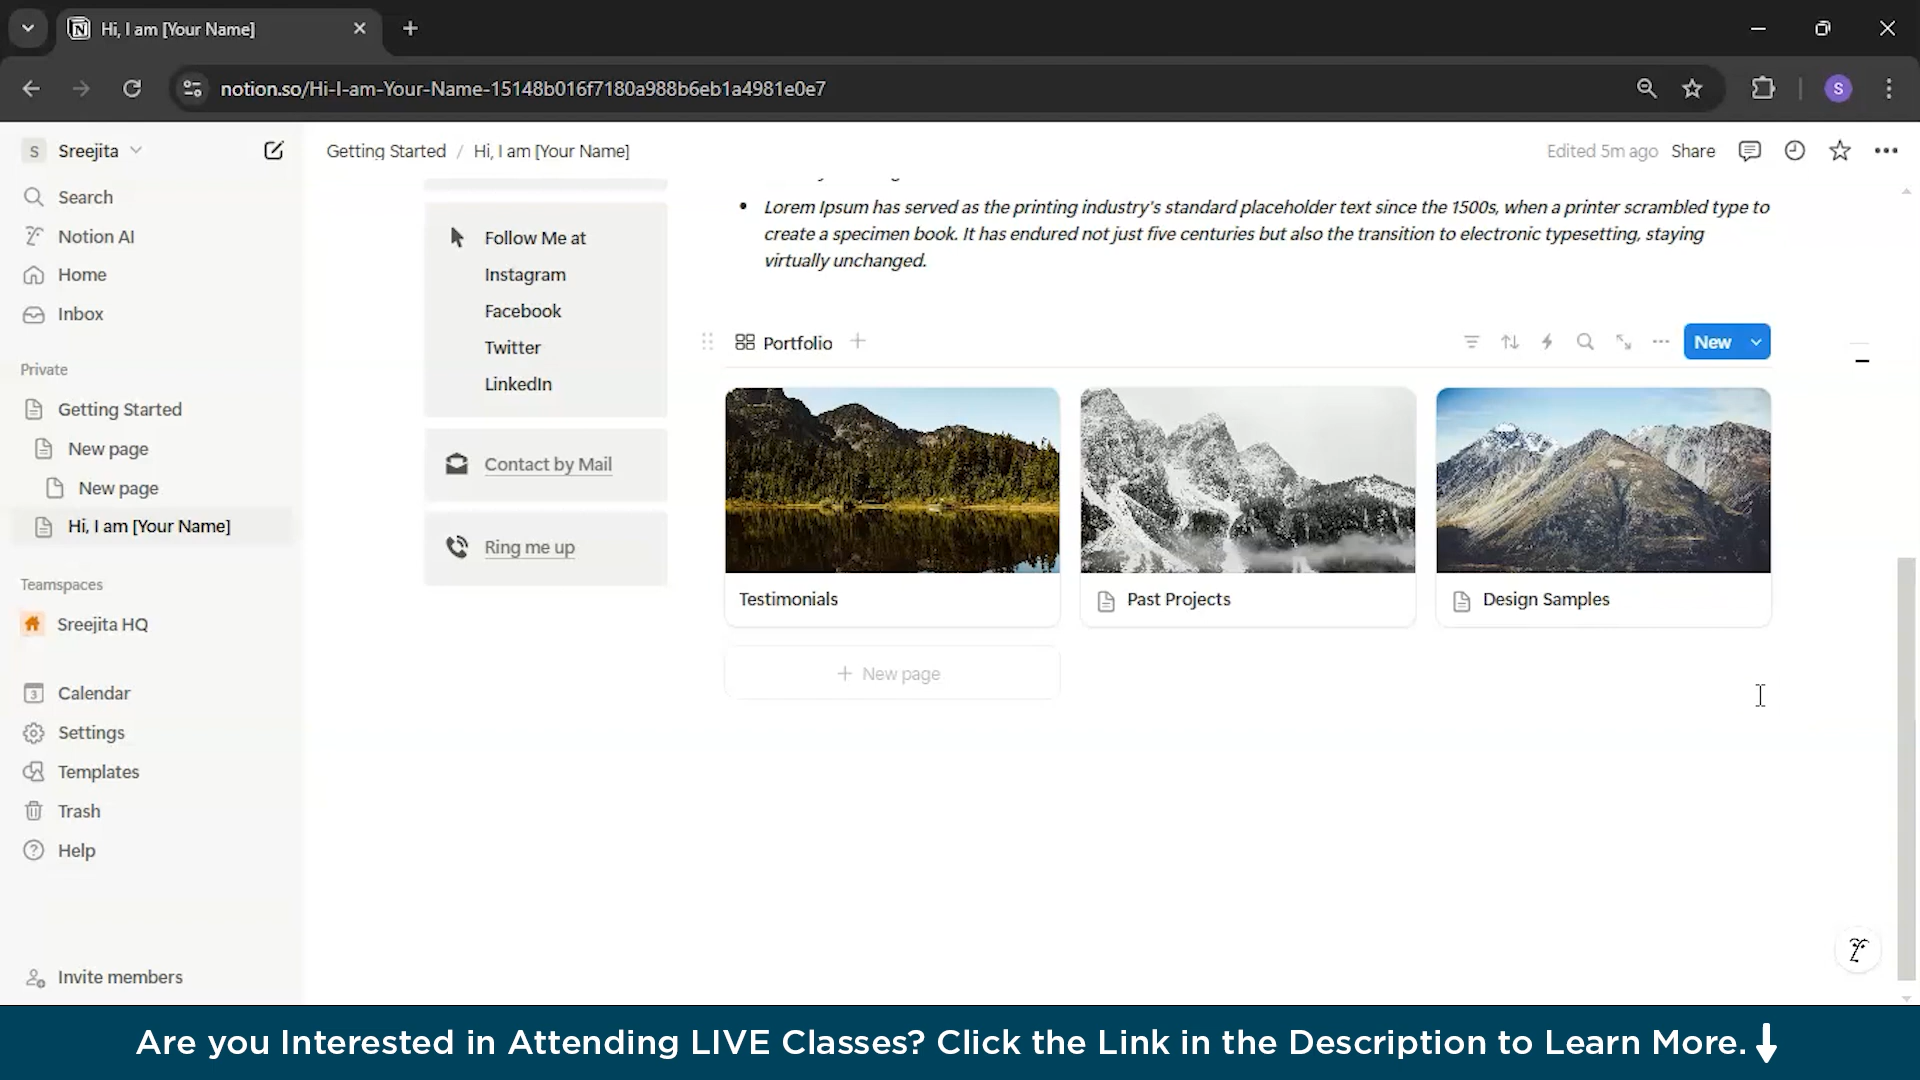 Hi, I am [Your Name]
notion.so/Hi-I-am-Your-Name-15148b016f7180a988b6eb1a4981e0e7
S
S Sreejita
Search
Notion AI
Home
Inbox
Private
Getting Started
New page
New page
Hi, I am [Your Name]
Teamspaces
Sreejita HQ
3 Calendar
Settings
Templates
Trash
Help
Invite members
Getting Started / Hi, I am [Your Name]
Edited 5m ago Share
Follow Me at
Instagram
Facebook
Twitter
LinkedIn
Contact by Mail
Ring me up
• Lorem Ipsum has served as the printing industry's standard placeholder text since the 1500s, when a printer scrambled type to
create a specimen book. It has endured not just five centuries but also the transition to electronic typesetting, staying
virtually unchanged.
Portfolio
New
Testimonials
Past Projects
Design Samples
+ New page
Are you Interested in Attending LIVE Classes? Click the Link in the Description to Learn More.